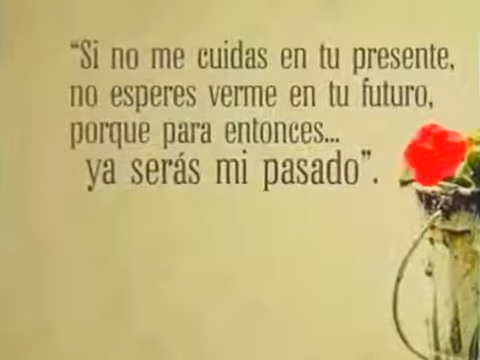 “Si no me cuidas en tu presente,
no esperes verme en tu futuro,
porque para entonces...
ya serás mi pasado”.